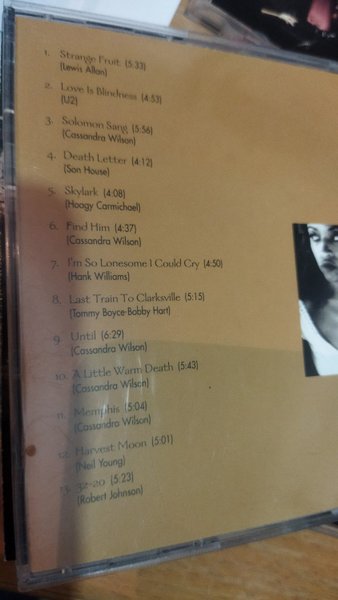 1. Strange Fruit (5:33)
(Lewis Allan)
2. Love Is Blindness (4:53)
(U2)
3. Solomon Sang (5:56)
(Cassandra Wilson)
4. Death Letter (4:12)
(Son House)
5. Skylark (4:08)
(Hoagy Carmichael)
6. Find Him (4:37)
(Cassandra Wilson)
7. I'm So Lonesome I Could Cry (4:50)
(Hank Williams)
8. Last Train To Clarksville (5:15)
(Tommy Boyce-Bobby Hart)
9. Until (6:29)
(Cassandra Wilson)
10. A Little Warm Death (5:43)
(Cassandra Wilson)
11. Memphis (5:04)
(Cassandra Wilson)
12. Harvest Moon (5:01)
(Neil Young)
13. 32-20 (5:23)
(Robert Johnson)